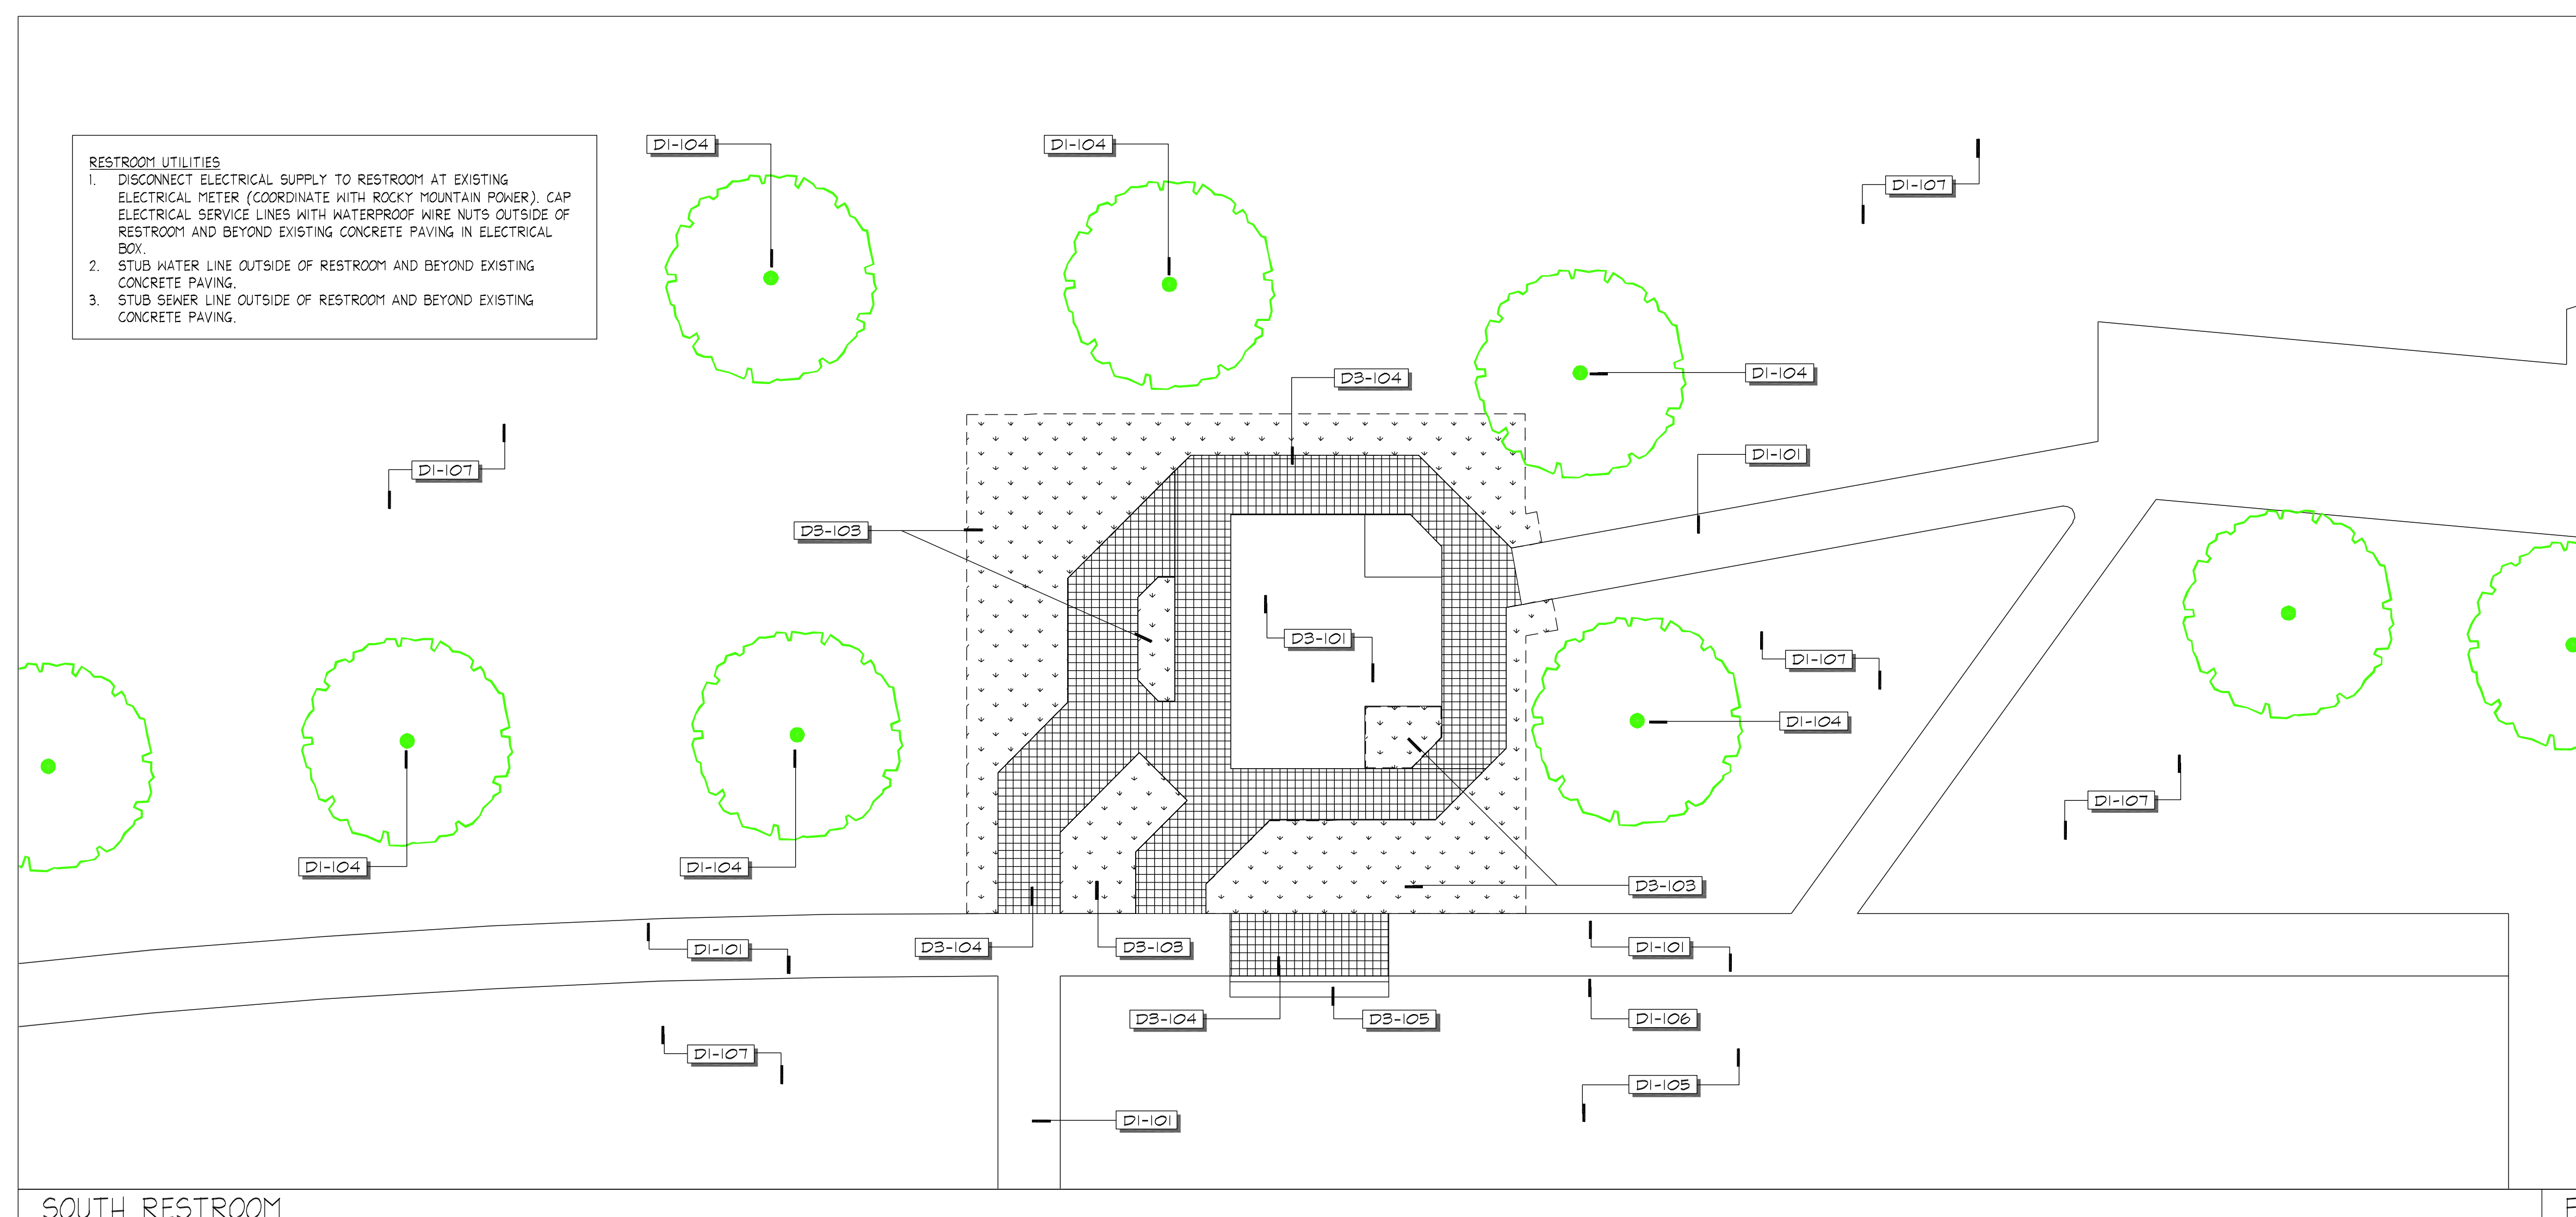 D1-104
D1-104
RESTROOM UTILITIES
1. DISCONNECT ELECTRICAL SUPPLY TO RESTROOM AT EXISTING
ELECTRICAL METER (COORDINATE WITH ROCKY MOUNTAIN POWER). CAP
ELECTRICAL SERVICE LINES WITH WATERPROOF WIRE NUTS OUTSIDE OF
RESTROOM AND BEYOND EXISTING CONCRETE PAVING IN ELECTRICAL
BOX.
2. STUB WATER LINE OUTSIDE OF RESTROOM AND BEYOND EXISTING
CONCRETE PAVING.
3. STUB SEWER LINE OUTSIDE OF RESTROOM AND BEYOND EXISTING
CONCRETE PAVING.
D1-107
D1-104
D3-104
D1-101
D1-107
D3-103
D3-101
D1-107
D1-104
D1-107
D1-104
D1-104
D3-103
D1-101
D3-104
D3-103
D1-101
D3-104
D3-105
D1-106
D1-107
D1-105
D1-101
SOUTH RESTROOM